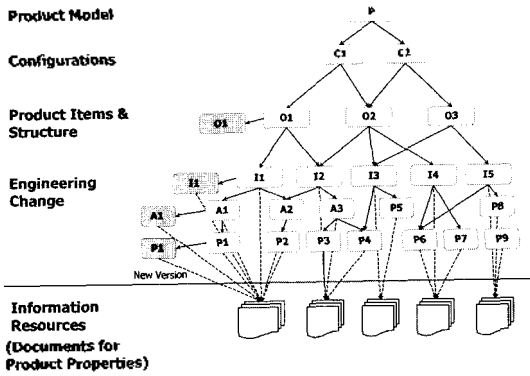 Product Model
P
Configurations
C1 C2
Product Items &
Structure
O1 O1 O2 O3
Engineering
Change
I1 I1 I2 I3 I4 I5
A1 A1 A2 A3 P5 P8
P1 P1 P2 P3 P4 P6 P7 P9
New Version
Information
Resources
(Documents for
Product Properties)